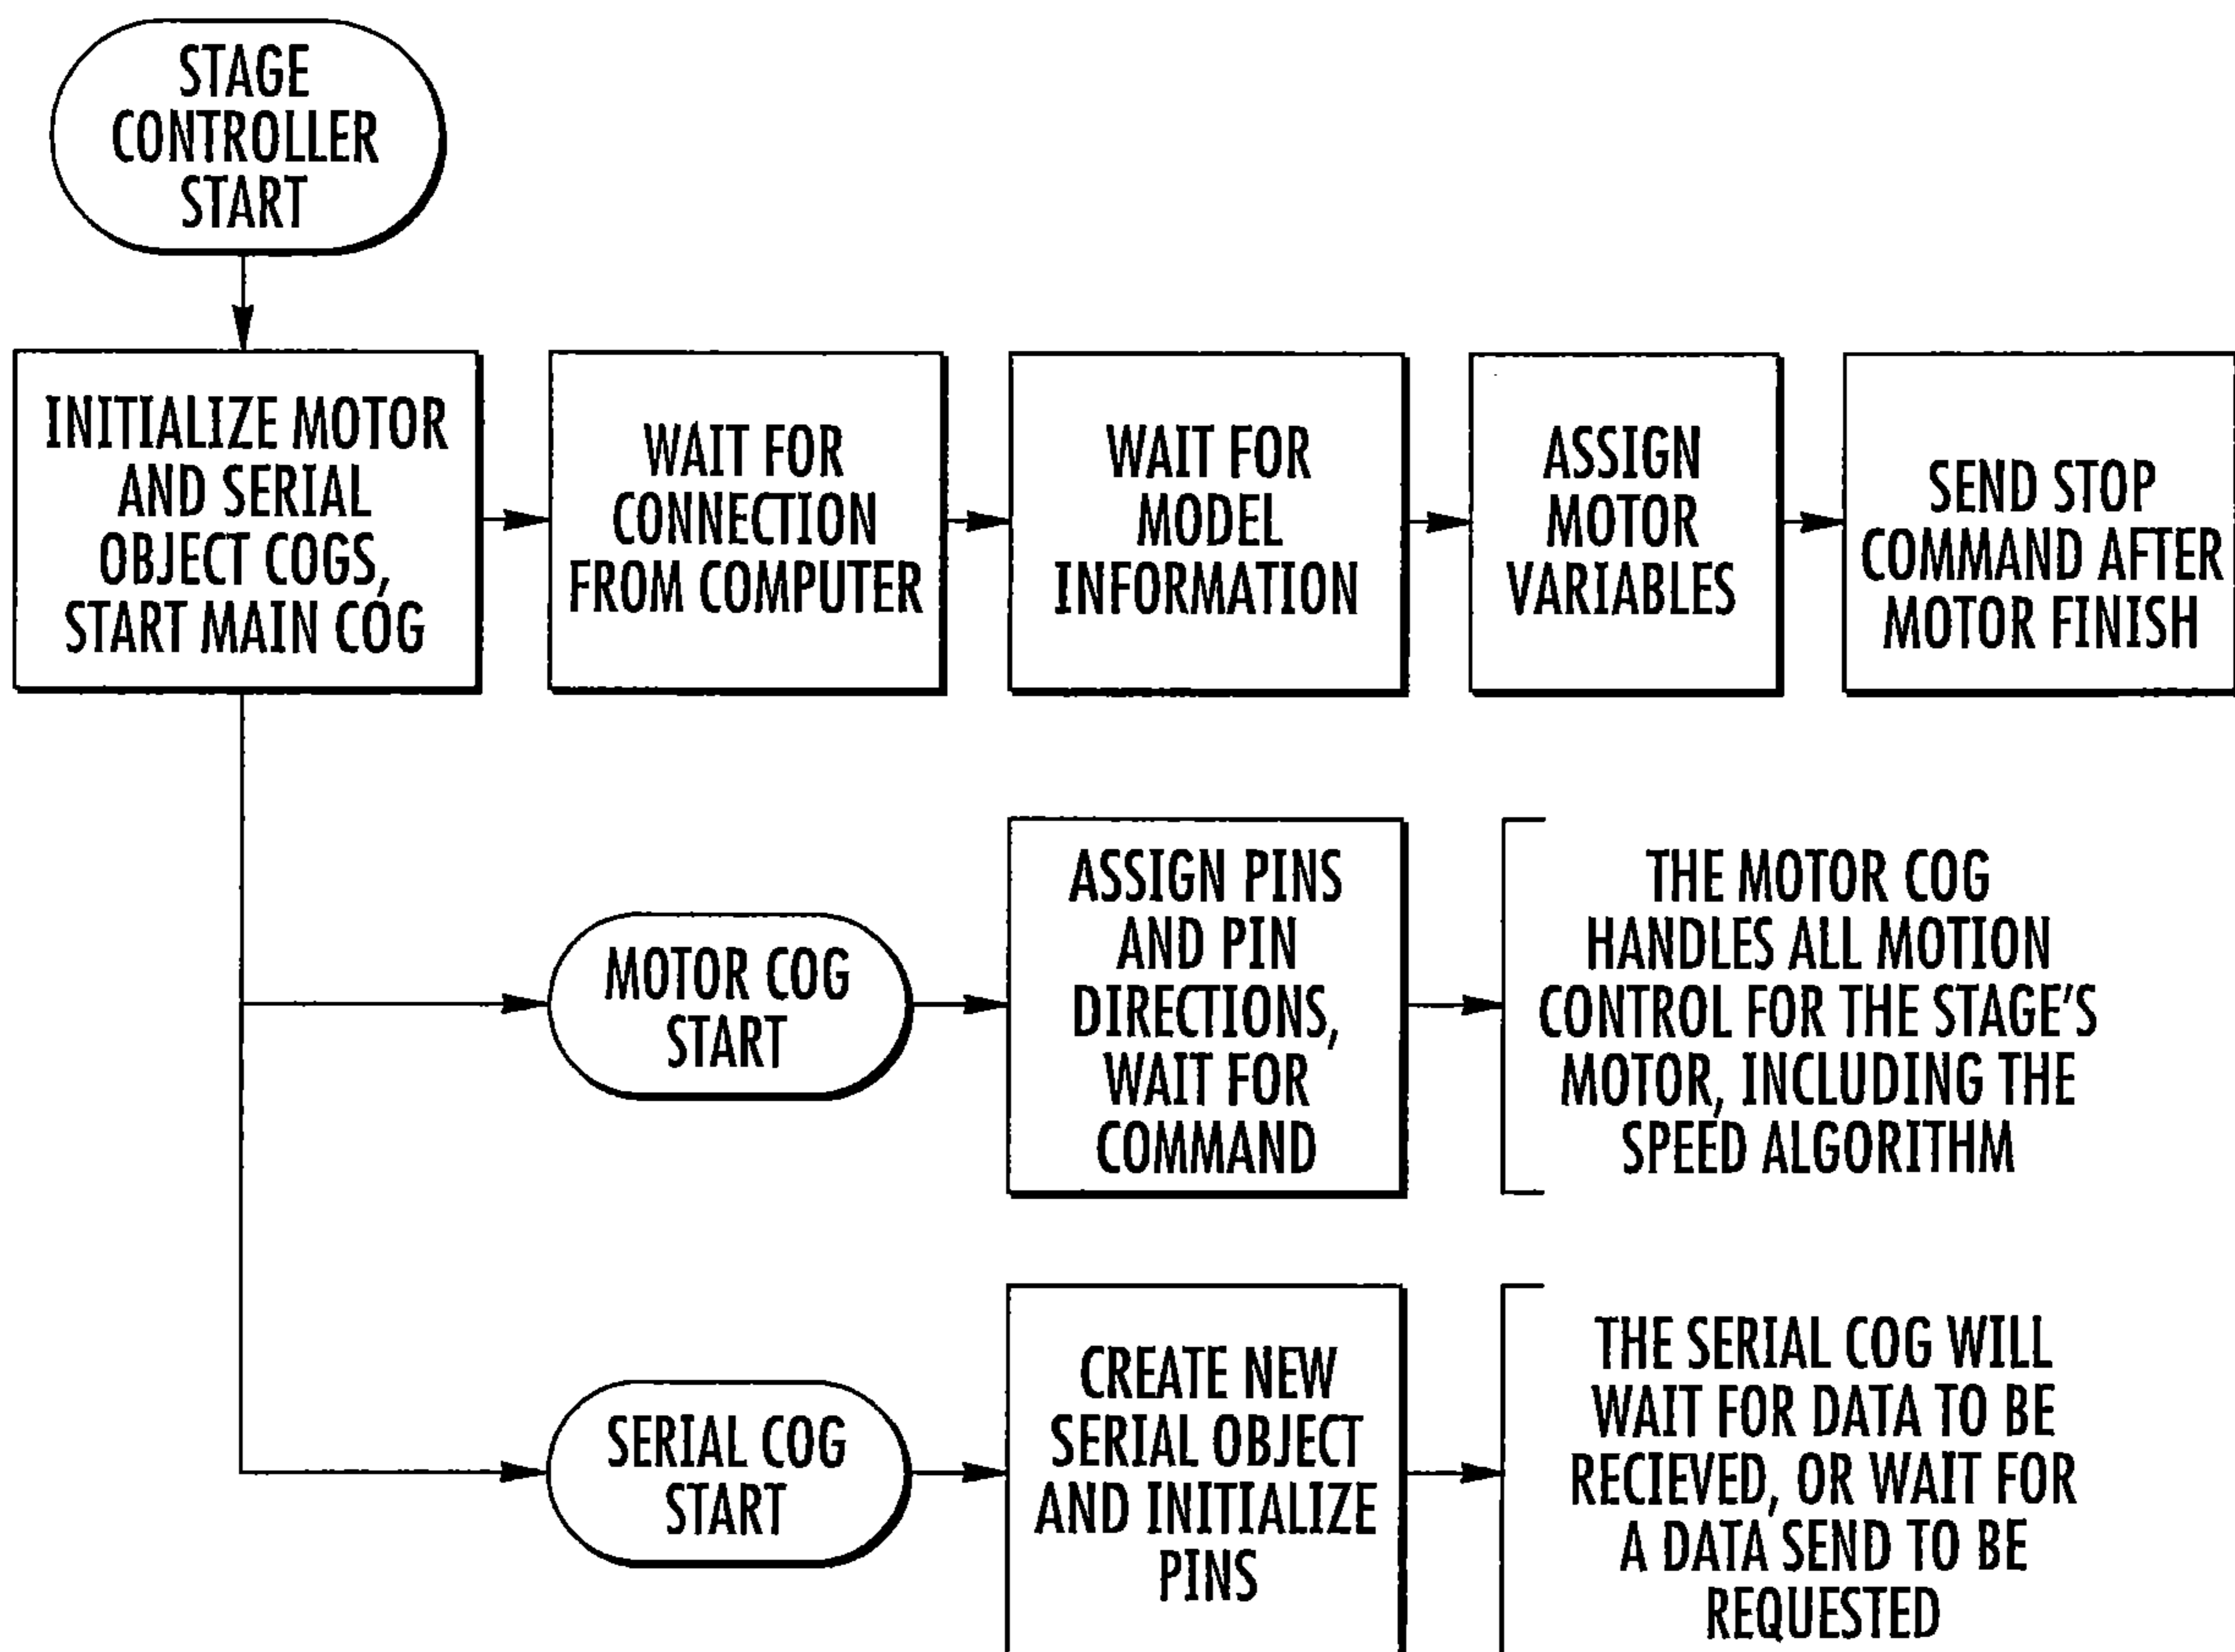 STAGE
CONTROLLER
START
INITIALIZE MOTOR
AND SERIAL
OBJECT COGS,
START MAIN COG
WAIT FOR
CONNECTION
FROM COMPUTER
WAIT FOR
MODEL
INFORMATION
ASSIGN
MOTOR
VARIABLES
SEND STOP
COMMAND AFTER
MOTOR FINISH
MOTOR COG
START
ASSIGN PINS
AND PIN
DIRECTIONS,
WAIT FOR
COMMAND
THE MOTOR COG
HANDLES ALL MOTION
CONTROL FOR THE STAGE'S
MOTOR, INCLUDING THE
SPEED ALGORITHM
SERIAL COG
START
CREATE NEW
SERIAL OBJECT
AND INITIALIZE
PINS
THE SERIAL COG WILL
WAIT FOR DATA TO BE
RECIEVED, OR WAIT FOR
A DATA SEND TO BE
REQUESTED